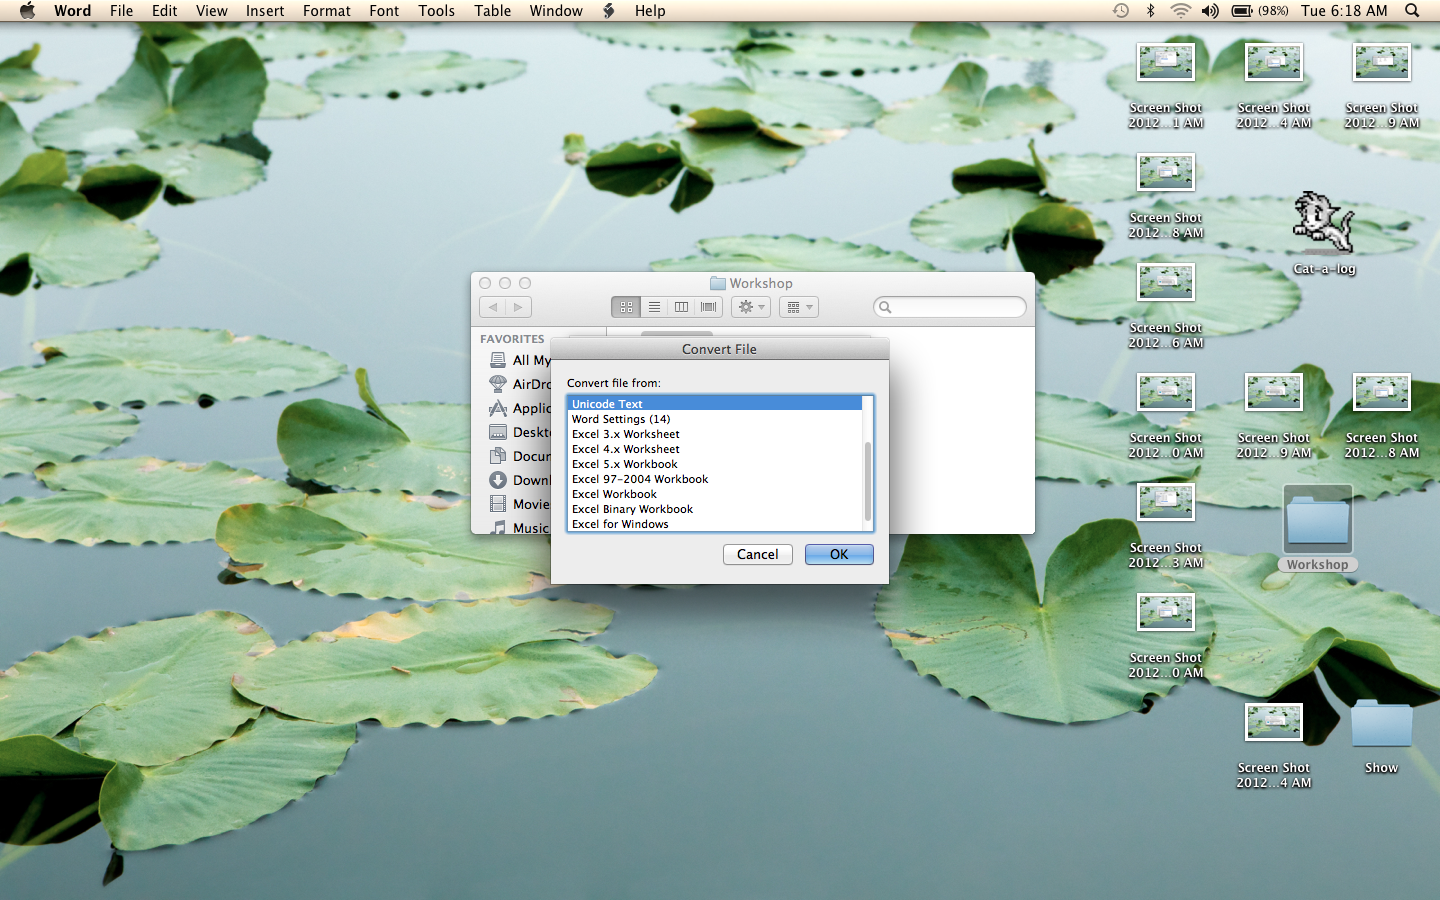 Word File Edit View Insert Format Font Tools Table Window Help (98%) Tue 6:18 AM
Screen Shot
2012...1 AM
Screen Shot
2012...4 AM
Screen Shot
2012...9 AM
Screen Shot
2012...8 AM
Cat-a-log
Workshop
Screen Shot
2012...6 AM
FAVORITES
All My
AirDro
Applic
Deskto
Docum
Downl
Movie
Music
Convert File
Convert file from:
Unicode Text
Word Settings (14)
Excel 3.x Worksheet
Excel 4.x Worksheet
Excel 5.x Workbook
Excel 97-2004 Workbook
Excel Workbook
Excel Binary Workbook
Excel for Windows
Cancel
OK
Screen Shot
2012...0 AM
Screen Shot
2012...9 AM
Screen Shot
2012...8 AM
Screen Shot
2012...3 AM
Workshop
Screen Shot
2012...0 AM
Screen Shot
2012...4 AM
Show